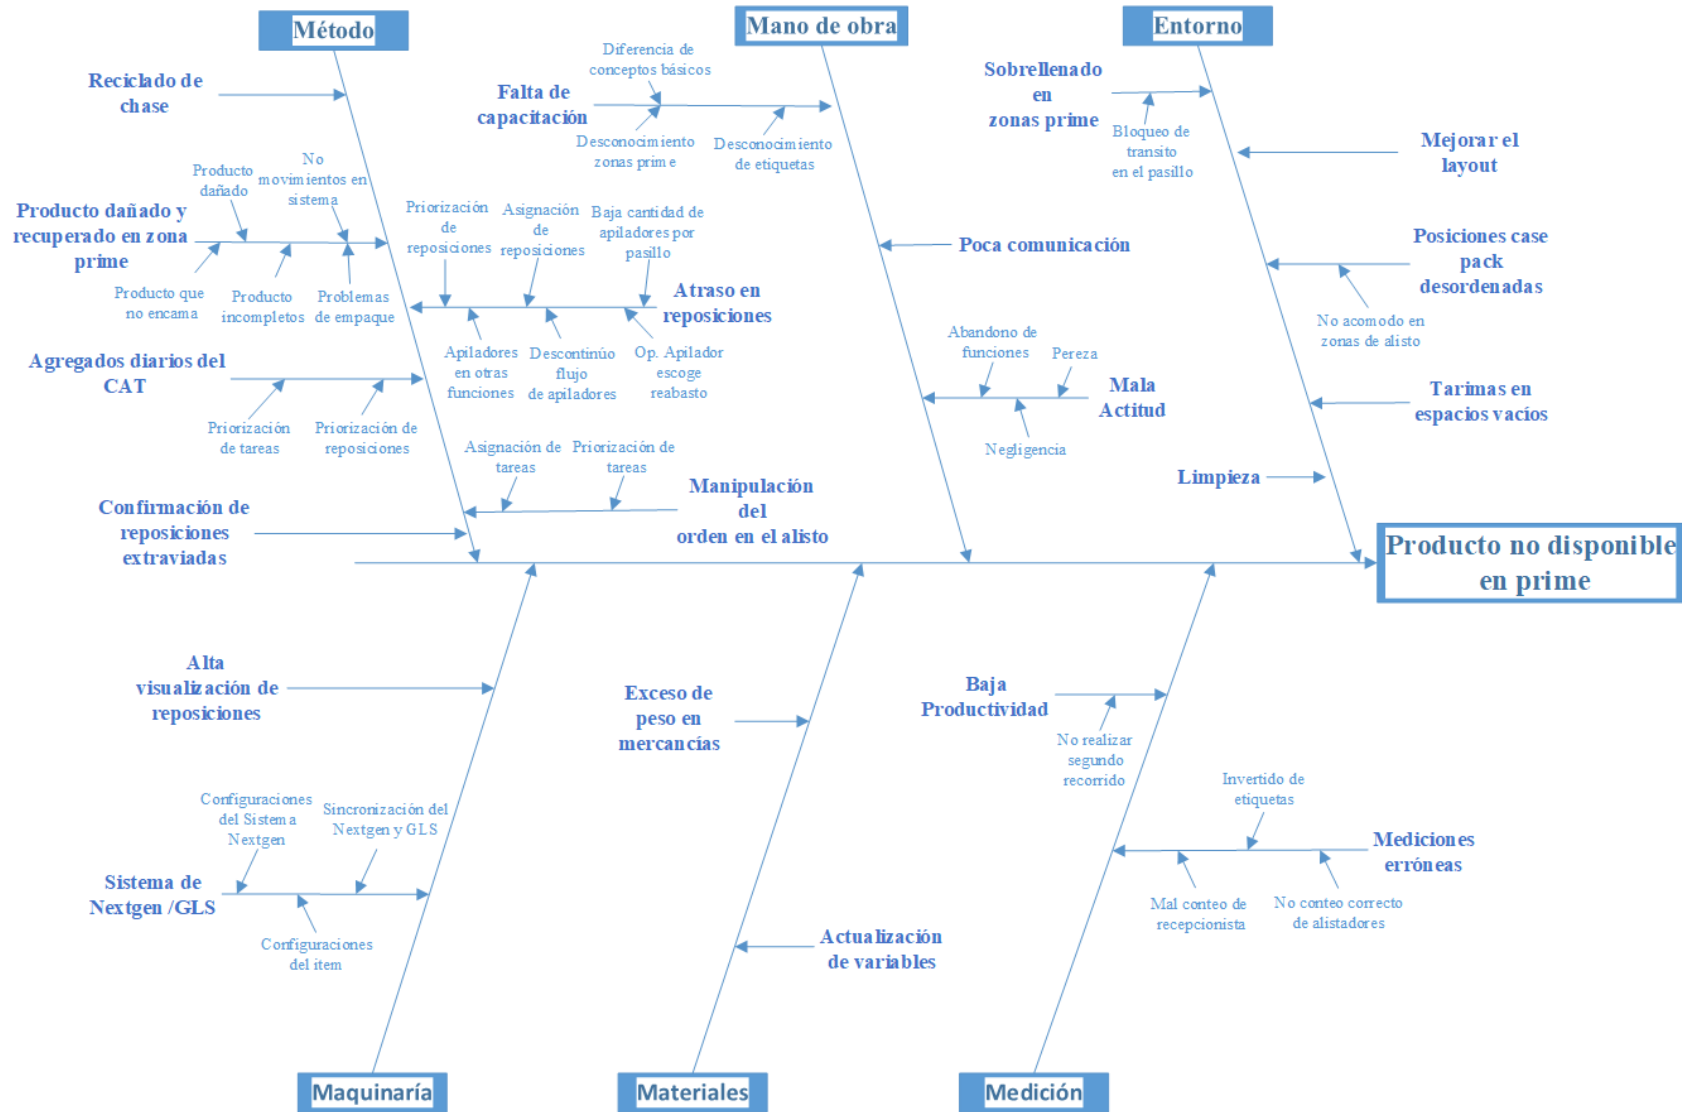 Método
Mano de obra
Entorno
Reciclado de
chase
Diferencia de
conceptos básicos
Falta de
capacitación
Desconocimiento
zonas prime
Desconocimiento
de etiquetas
Sobrellenado
en
zonas prime
Bloqueo de
transito
en el pasillo
Mejorar el
layout
Producto
dañado
No
movimientos en
sistema
Producto dañado y
recuperado en zona
prime
Producto que
no encama
Producto
incompletos
Problemas
de empaque
Priorización
de
reposiciones
Asignación
de
reposiciones
Baja cantidad de
apiladores por
pasillo
Atraso en
reposiciones
Apiladores
en otras
funciones
Descontinúo
flujo
de apiladores
Op. Apilador
escoge
reabasto
Poca comunicación
Posiciones case
pack
desordenadas
No acomodo en
zonas de alisto
Agregados diarios del
CAT
Priorización
de tareas
Priorización de
reposiciones
Abandono de
funciones
Pereza
Mala
Actitud
Negligencia
Tarimas en
espacios vacíos
Asignación de
tareas
Priorización
de tareas
Manipulación
del
orden en el alisto
Limpieza
Confirmación de
reposiciones
extraviadas
Producto no disponible
en prime
Alta
visualización de
reposiciones
Exceso de
peso en
mercancías
Baja
Productividad
No realizar
segundo
recorrido
Configuraciones
del Sistema
Nextgen
Sincronización del
Nextgen y GLS
Sistema de
Nextgen /GLS
Configuraciones
del item
Invertido de
etiquetas
Mediciones
erróneas
Mal conteo de
recepcionista
No conteo correcto
de alistadores
Actualización
de variables
Maquinaría
Materiales
Medición